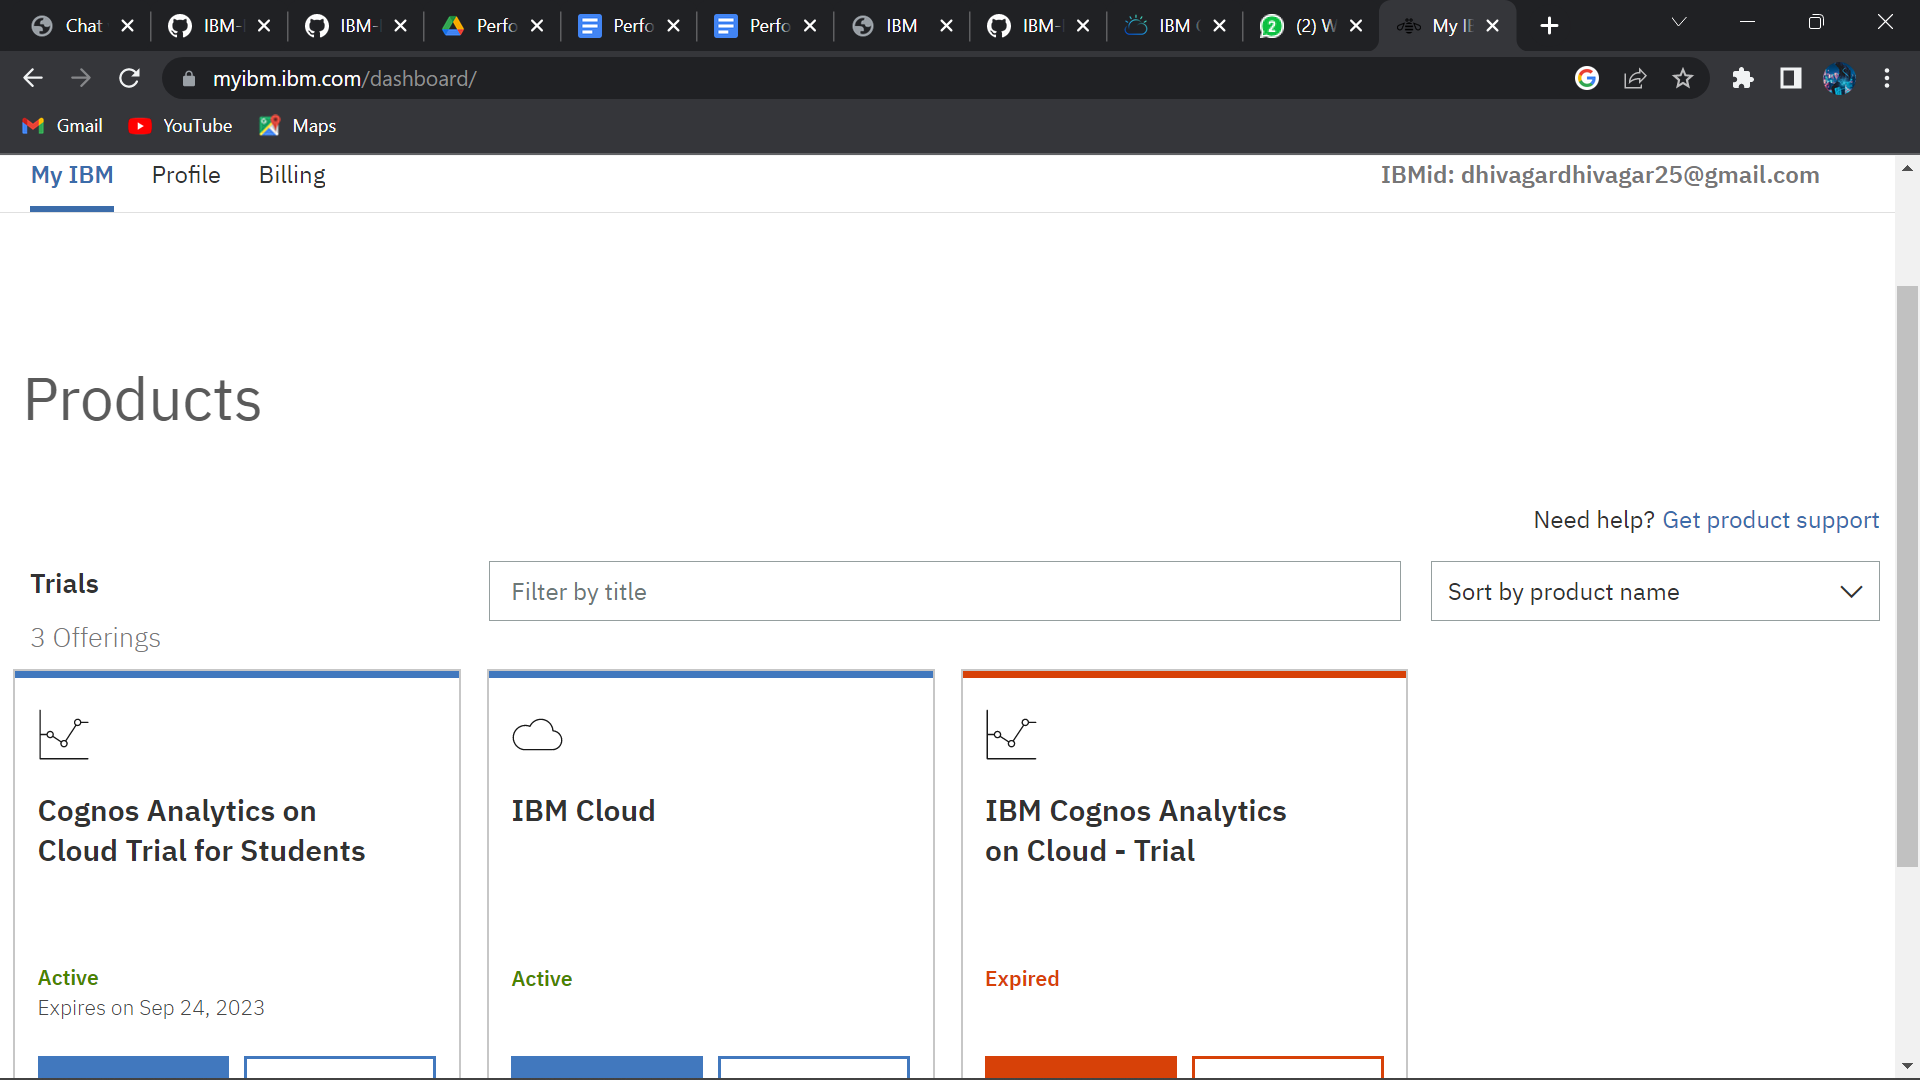 Chat
IBM-
IBM-
Perfo
Perfo
Perfo
IBM
IBM-
IBM
(2) W
My IB
myibm.ibm.com/dashboard/
Gmail
YouTube
Maps
My IBM
Profile
Billing
IBMid: dhivagardhivagar25@gmail.com
Products
Need help? Get product support
Trials
Filter by title
Sort by product name
3 Offerings
Cognos Analytics on
Cloud Trial for Students
Active
Expires on Sep 24, 2023
IBM Cloud
Active
IBM Cognos Analytics
on Cloud - Trial
Expired